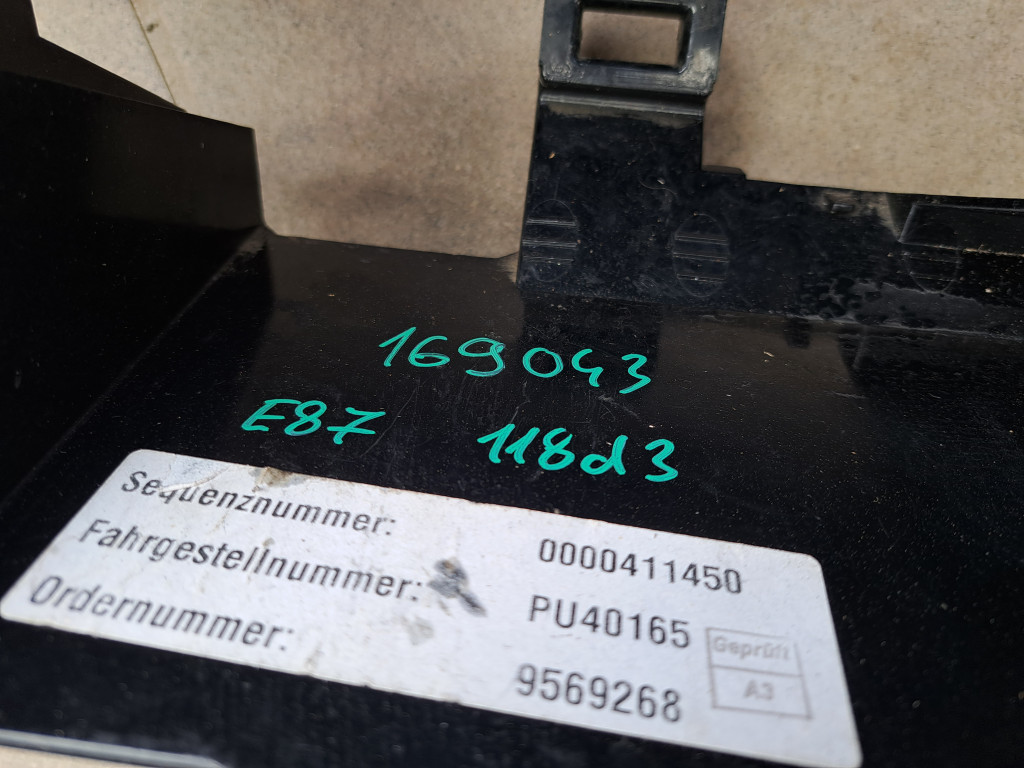 169043
E87 118d3
Sequenznummer: 0000411450
Fahrgestellnummer: PU40165
Ordernummer: 9569268
Geprüft
A3